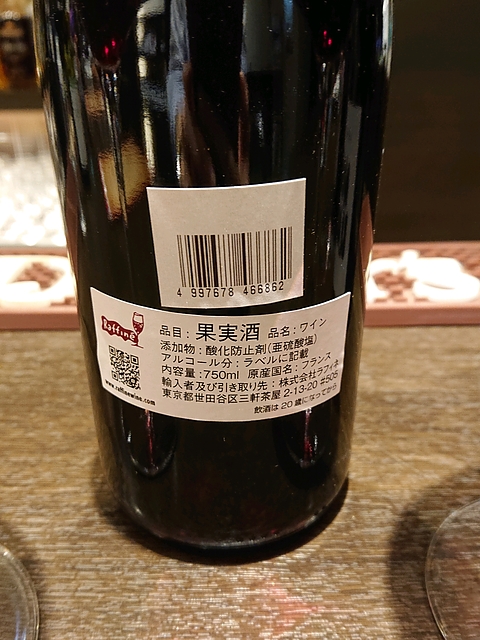 4 997678 466862
Raffine
品目：果実酒 品名：ワイン
添加物：酸化防止剤(亜硫酸塩)
アルコール分：ラベルに記載
内容量：750ml 原産国名：フランス
輸入者及び引き取り先：株式会社ラフィネ
東京都世田谷区三軒茶屋 2-13-20 #505
www.raffinewine.com
飲酒は20歳になってから